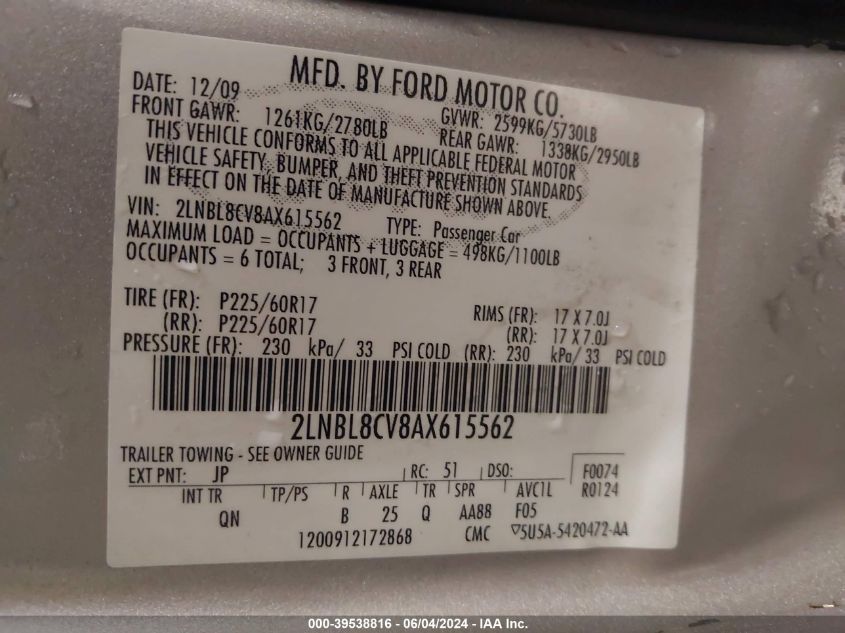 MFD. BY FORD MOTOR CO.
DATE: 12/09 GVWR: 2599KG/5730LB
FRONT GAWR: 1261KG/2780LB REAR GAWR: 1338KG/2950LB
THIS VEHICLE CONFORMS TO ALL APPLICABLE FEDERAL MOTOR
VEHICLE SAFETY, BUMPER, AND THEFT PREVENTION STANDARDS
IN EFFECT ON THE DATE OF MANUFACTURE SHOWN ABOVE.
VIN: 2LNBL8CV8AX615562 TYPE: Passenger Car
MAXIMUM LOAD = OCCUPANTS + LUGGAGE = 498KG/1100LB
OCCUPANTS = 6 TOTAL; 3 FRONT, 3 REAR
TIRE (FR): P225/60R17 RIMS (FR): 17 X 7.0J
(RR): P225/60R17 (RR): 17 X 7.0J
PRESSURE (FR): 230 kPa/ 33 PSI COLD (RR): 230 kPa/ 33 PSI COLD
2LNBL8CV8AX615562
TRAILER TOWING - SEE OWNER GUIDE
EXT PNT: JP RC: 51 DSO: F0074
INT TR TP/PS R AXLE TR SPR AVC1L R0124
QN B 25 Q AA88 F05
1200912172868 CMC ▽5U5A-5420472-AA
000-39538816 - 06/04/2024 - IAA Inc.